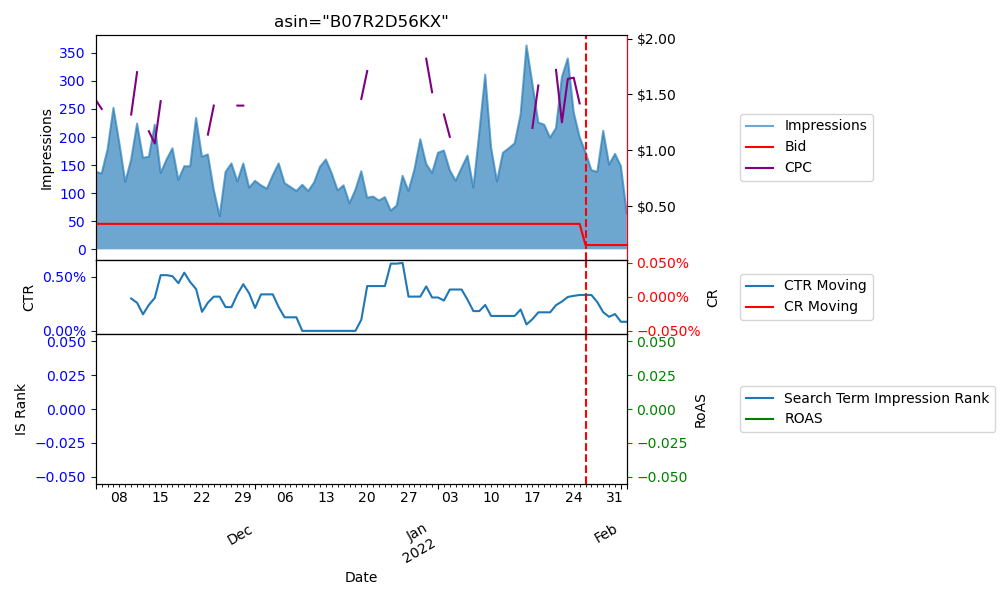 asin="B07R2D56KX"
Impressions
350
300
250
200
150
100
50
0
$2.00
$1.50
$1.00
$0.50
Impressions
Bid
CPC
CTR
0.50%
0.00%
0.050%
0.000%
−0.050%
CR
CTR Moving
CR Moving
IS Rank
0.050
0.025
0.000
−0.025
−0.050
0.050
0.025
0.000
−0.025
−0.050
RoAS
Search Term Impression Rank
ROAS
08 15 22 29 06 13 20 27 03 10 17 24 31
Dec Jan Feb
2022
Date